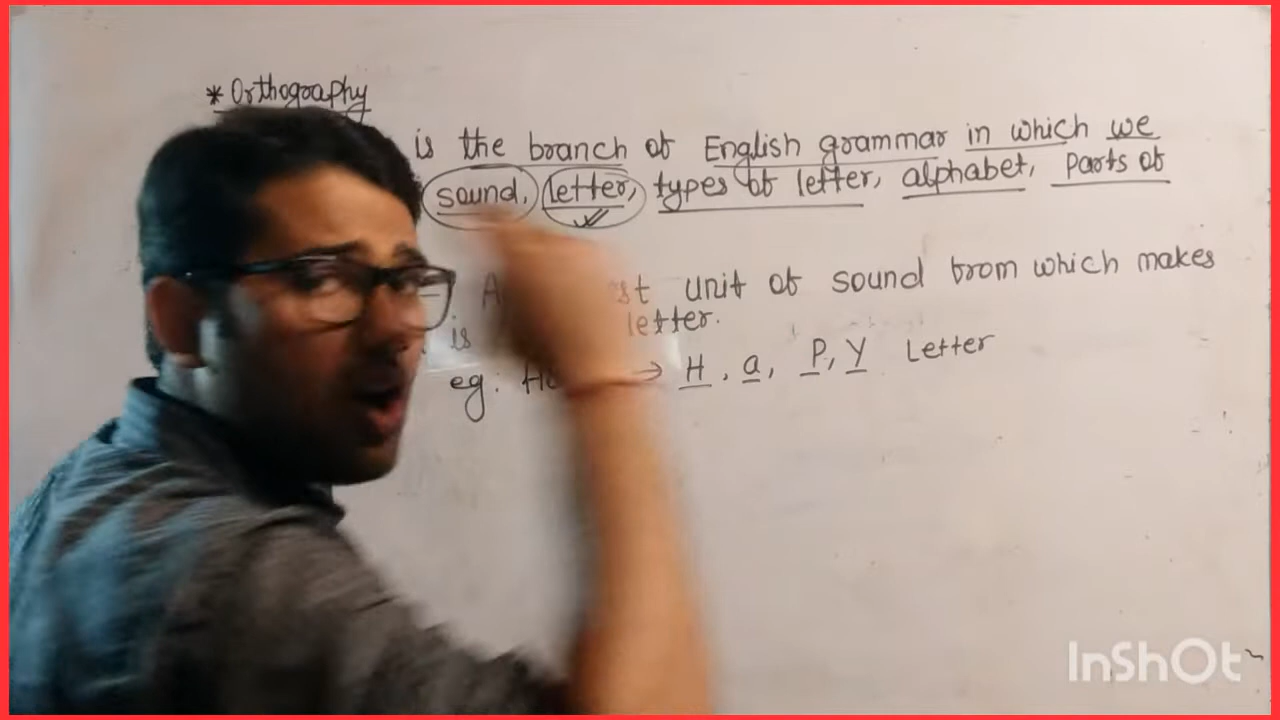 * Orthography
is the branch of English grammar in which we
sound, letter, types of letter, alphabet, Parts of
unit of sound from which makes
is letter.
eg: → H, a, P, Y Letter
InShOt